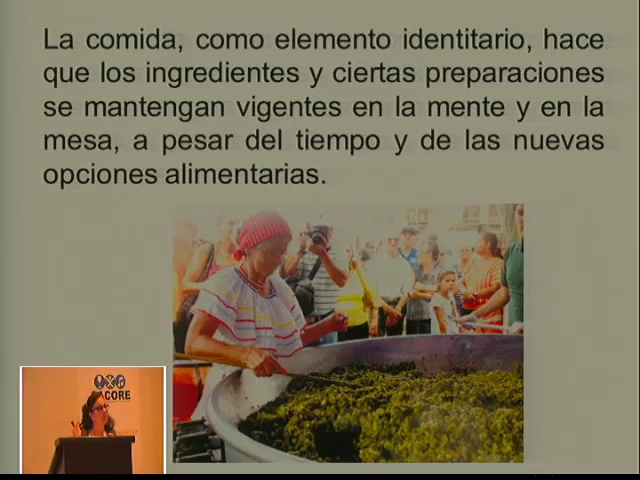 La comida, como elemento identitario, hace
que los ingredientes y ciertas preparaciones
se mantengan vigentes en la mente y en la
mesa, a pesar del tiempo y de las nuevas
opciones alimentarias.
CORE